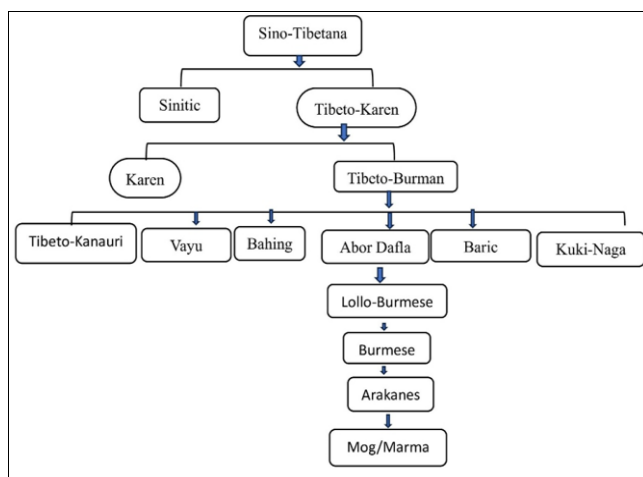 Sino-Tibetana
Sinitic
Tibeto-Karen
Karen
Tibeto-Burman
Tibeto-Kanauri
Vayu
Bahing
Abor Dafla
Baric
Kuki-Naga
Lollo-Burmese
Burmese
Arakanes
Mog/Marma